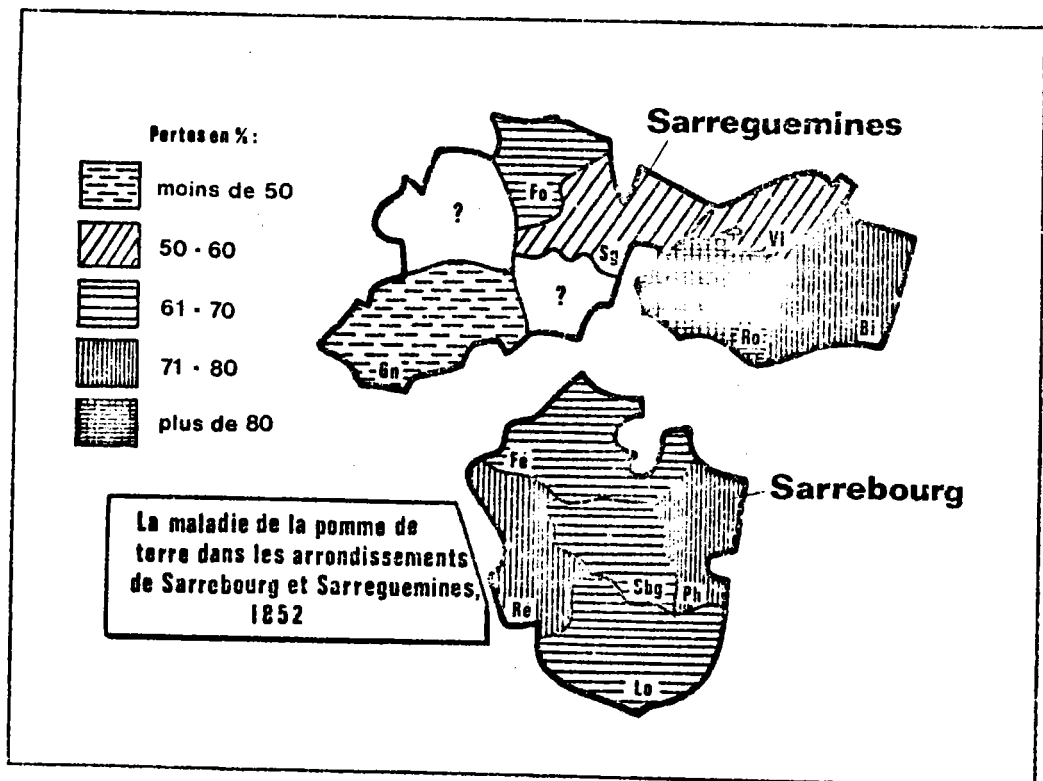 Pertes en % :
moins de 50
50 - 60
61 - 70
71 - 80
plus de 80
Sarreguemines
?
Fo
Sg
Vl
?
Gn
Ro
Bi
Sarrebourg
Fé
Re
Sbg
Ph
Lo
La maladie de la pomme de
terre dans les arrondissements
de Sarrebourg et Sarreguemines,
1852